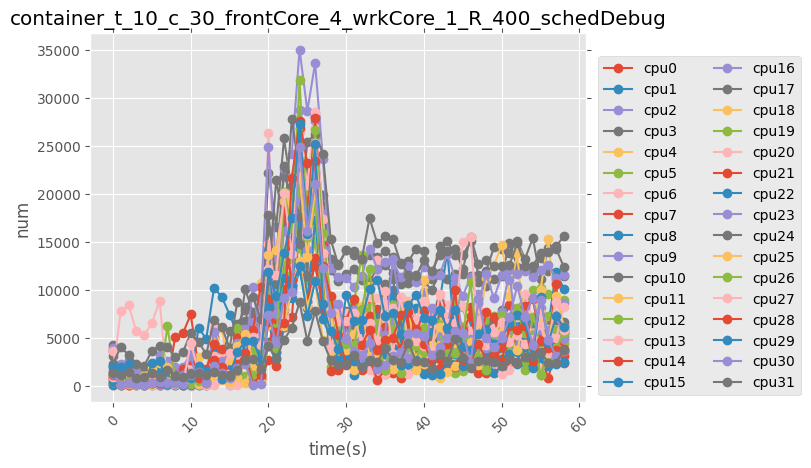 container_t_10_c_30_frontCore_4_wrkCore_1_R_400_schedDebug
35000
30000
25000
20000
15000
10000
5000
0
num
0
10
20
30
40
50
60
time(s)
cpu0
cpu1
cpu2
cpu3
cpu4
cpu5
cpu6
cpu7
cpu8
cpu9
cpu10
cpu11
cpu12
cpu13
cpu14
cpu15
cpu16
cpu17
cpu18
cpu19
cpu20
cpu21
cpu22
cpu23
cpu24
cpu25
cpu26
cpu27
cpu28
cpu29
cpu30
cpu31